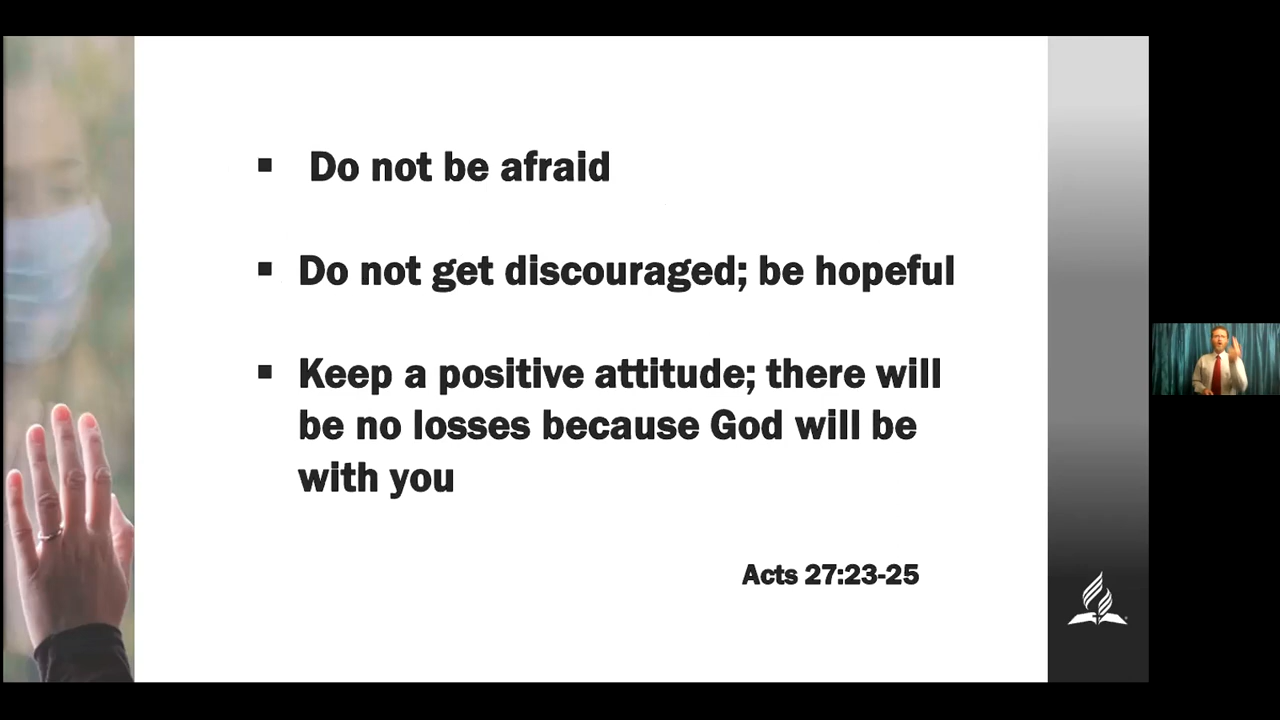 ▪ Do not be afraid
▪ Do not get discouraged; be hopeful
▪ Keep a positive attitude; there will
be no losses because God will be
with you
Acts 27:23-25